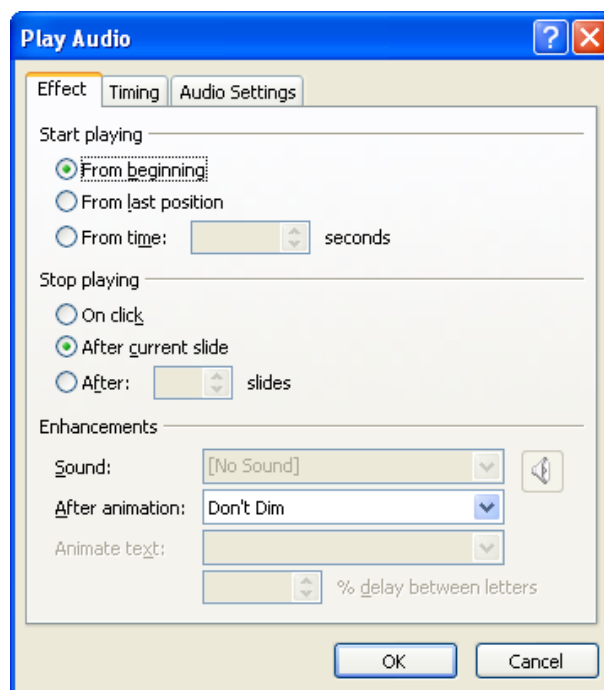 Play Audio
Effect Timing Audio Settings
Start playing
From beginning
From last position
From time: seconds
Stop playing
On click
After current slide
After: slides
Enhancements
Sound: [No Sound]
After animation: Don't Dim
Animate text:
% delay between letters
OK Cancel